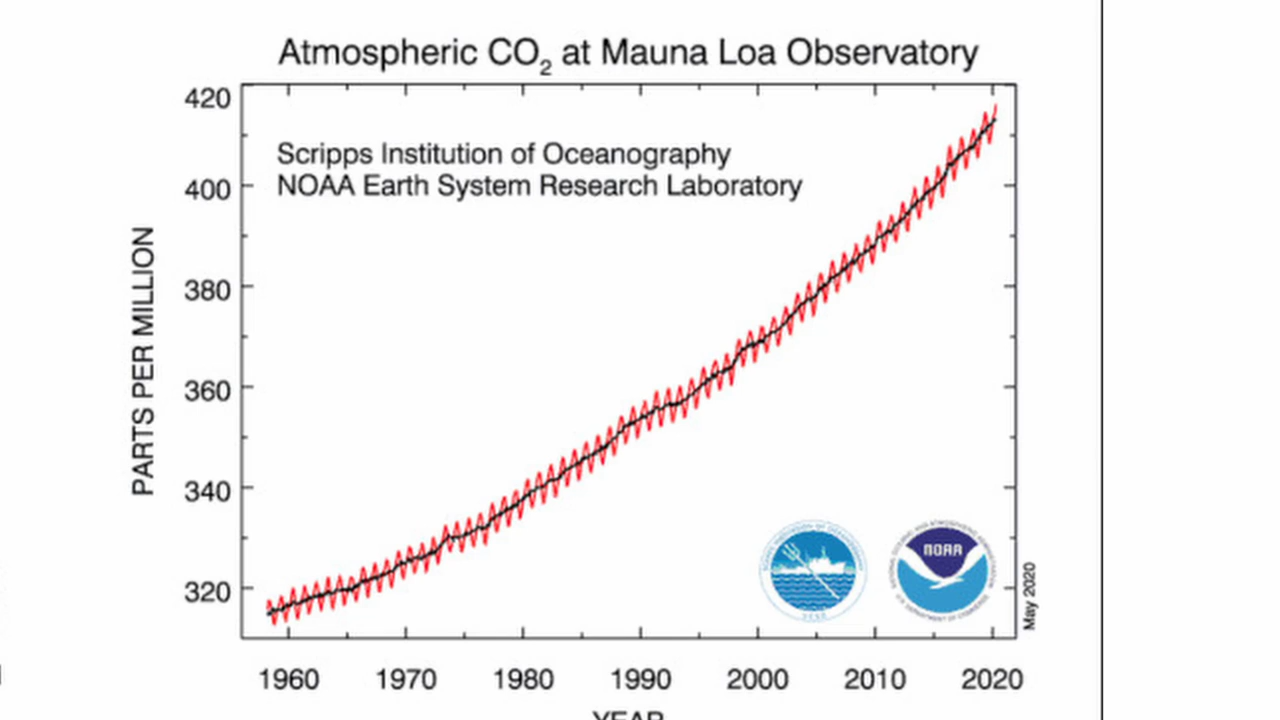 Atmospheric CO₂ at Mauna Loa Observatory
Scripps Institution of Oceanography
NOAA Earth System Research Laboratory
PARTS PER MILLION
420
400
380
360
340
320
NOAA
May 2020
1960 1970 1980 1990 2000 2010 2020
YEAR